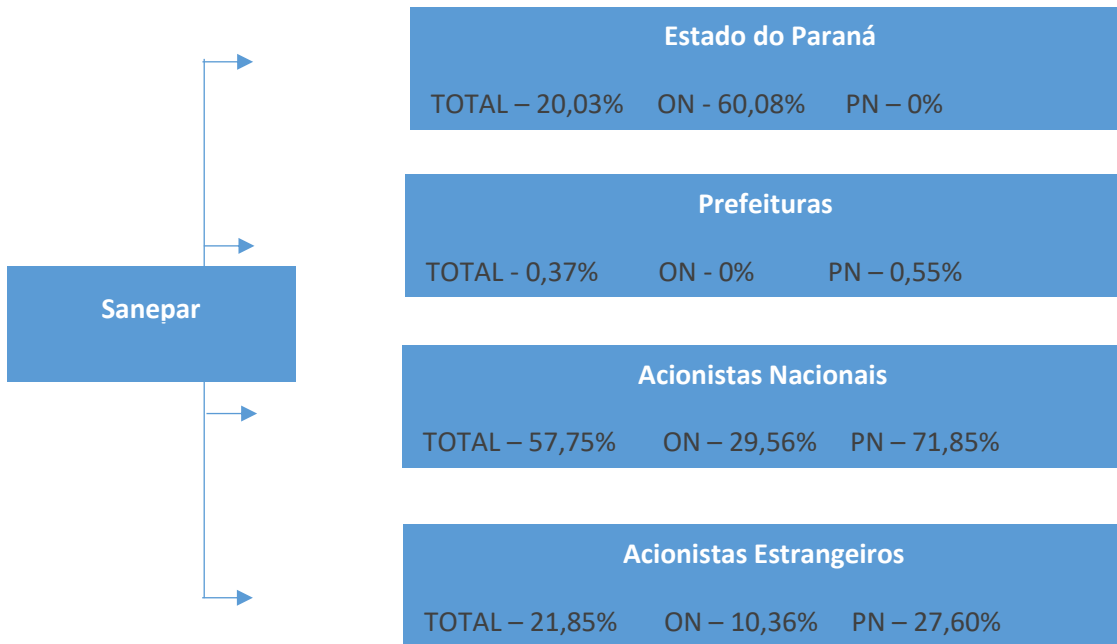 Estado do Paraná
TOTAL – 20,03% ON - 60,08% PN – 0%
Prefeituras
TOTAL - 0,37% ON - 0% PN – 0,55%
Sanepar
Acionistas Nacionais
TOTAL – 57,75% ON – 29,56% PN – 71,85%
Acionistas Estrangeiros
TOTAL – 21,85% ON – 10,36% PN – 27,60%